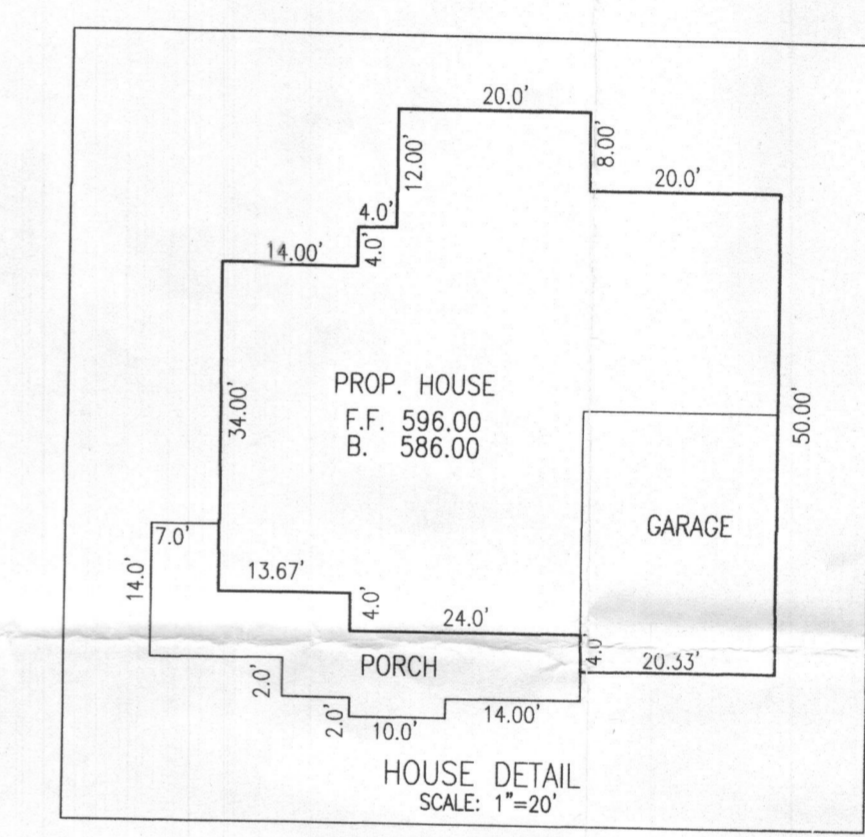 20.0'
8.00'
12.00'
20.0'
4.0'
4.0'
14.00'
34.00'
PROP. HOUSE
F.F. 596.00
B. 586.00
50.00'
GARAGE
7.0'
14.0'
13.67'
4.0'
24.0'
4.0
20.33'
PORCH
2.0'
2.0'
10.0'
14.00'
HOUSE DETAIL
SCALE: 1"=20'